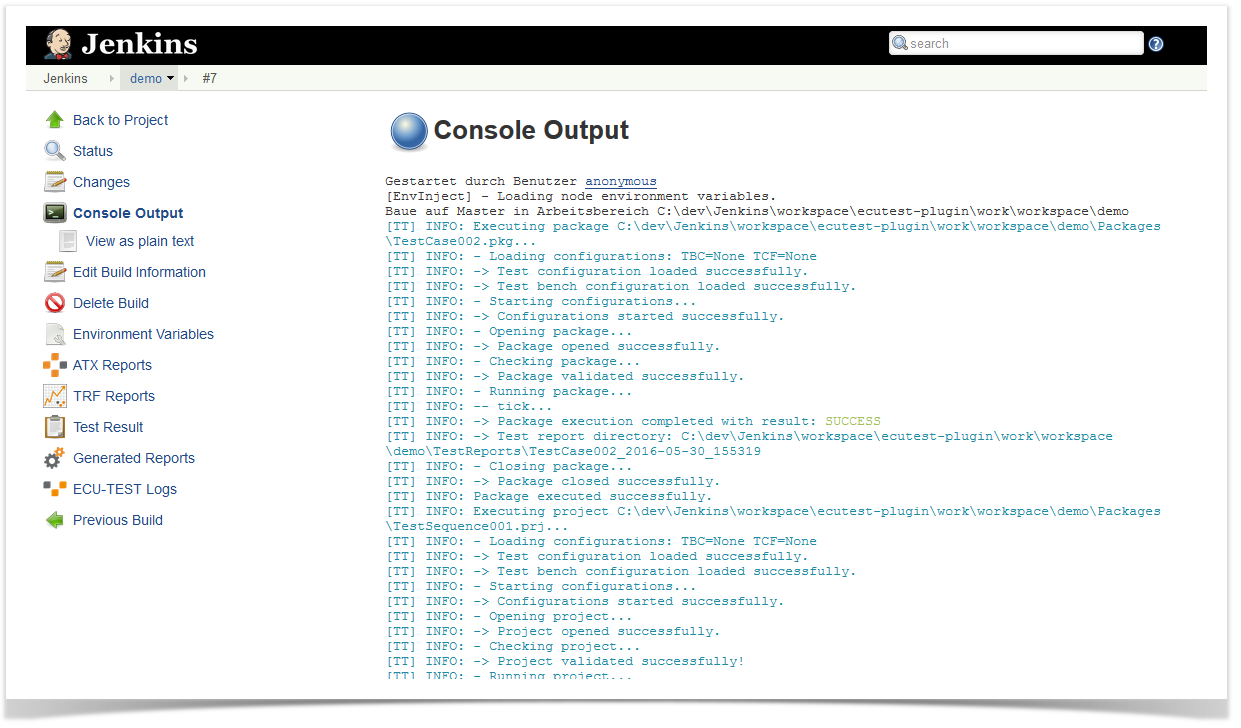 Jenkins
search
Jenkins demo #7
Back to Project
Status
Changes
Console Output
View as plain text
Edit Build Information
Delete Build
Environment Variables
ATX Reports
TRF Reports
Test Result
Generated Reports
ECU-TEST Logs
Previous Build
Console Output
Gestartet durch Benutzer anonymous
[EnvInject] - Loading node environment variables.
Baue auf Master in Arbeitsbereich C:\dev\Jenkins\workspace\ecutest-plugin\work\workspace\demo
[TT] INFO: Executing package C:\dev\Jenkins\workspace\ecutest-plugin\work\workspace\demo\Packages
\TestCase002.pkg...
[TT] INFO: - Loading configurations: TBC=None TCF=None
[TT] INFO: -> Test configuration loaded successfully.
[TT] INFO: -> Test bench configuration loaded successfully.
[TT] INFO: - Starting configurations...
[TT] INFO: -> Configurations started successfully.
[TT] INFO: - Opening package...
[TT] INFO: -> Package opened successfully.
[TT] INFO: - Checking package...
[TT] INFO: -> Package validated successfully.
[TT] INFO: - Running package...
[TT] INFO: -- tick...
[TT] INFO: -> Package execution completed with result: SUCCESS
[TT] INFO: -> Test report directory: C:\dev\Jenkins\workspace\ecutest-plugin\work\workspace
\demo\TestReports\TestCase002_2016-05-30_155319
[TT] INFO: - Closing package...
[TT] INFO: -> Package closed successfully.
[TT] INFO: Package executed successfully.
[TT] INFO: Executing project C:\dev\Jenkins\workspace\ecutest-plugin\work\workspace\demo\Packages
\TestSequence001.prj...
[TT] INFO: - Loading configurations: TBC=None TCF=None
[TT] INFO: -> Test configuration loaded successfully.
[TT] INFO: -> Test bench configuration loaded successfully.
[TT] INFO: - Starting configurations...
[TT] INFO: -> Configurations started successfully.
[TT] INFO: - Opening project...
[TT] INFO: -> Project opened successfully.
[TT] INFO: - Checking project...
[TT] INFO: -> Project validated successfully!
[TT] INFO: - Running project...